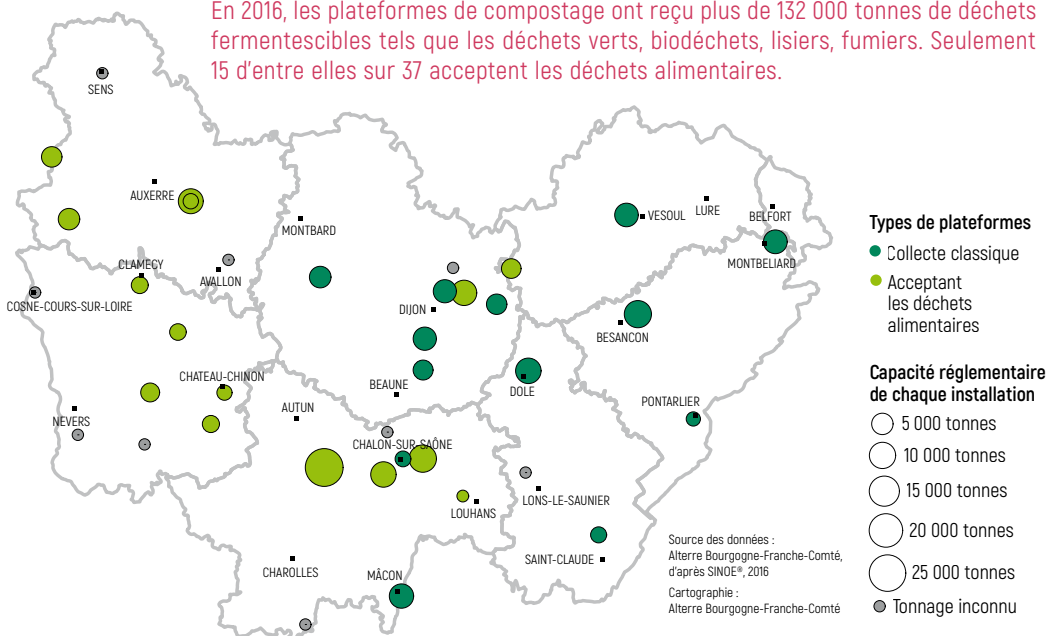 En 2016, les plateformes de compostage ont reçu plus de 132 000 tonnes de déchets
fermentescibles tels que les déchets verts, biodéchets, lisiers, fumiers. Seulement
15 d'entre elles sur 37 acceptent les déchets alimentaires.
SENS
AUXERRE
MONTBARD
VESOUL
LURE
BELFORT
MONTBELIARD
CLAMECY
AVALLON
COSNE-COURS-SUR-LOIRE
DIJON
BESANCON
CHATEAU-CHINON
BEAUNE
DOLE
NEVERS
AUTUN
PONTARLIER
CHALON-SUR-SAÔNE
LOUHANS
LONS-LE-SAUNIER
CHAROLLES
MÂCON
SAINT-CLAUDE
Types de plateformes
Collecte classique
Acceptant
les déchets
alimentaires
Capacité réglementaire
de chaque installation
5 000 tonnes
10 000 tonnes
15 000 tonnes
20 000 tonnes
25 000 tonnes
Tonnage inconnu
Source des données :
Alterre Bourgogne-Franche-Comté,
d'après SINOE®, 2016
Cartographie :
Alterre Bourgogne-Franche-Comté